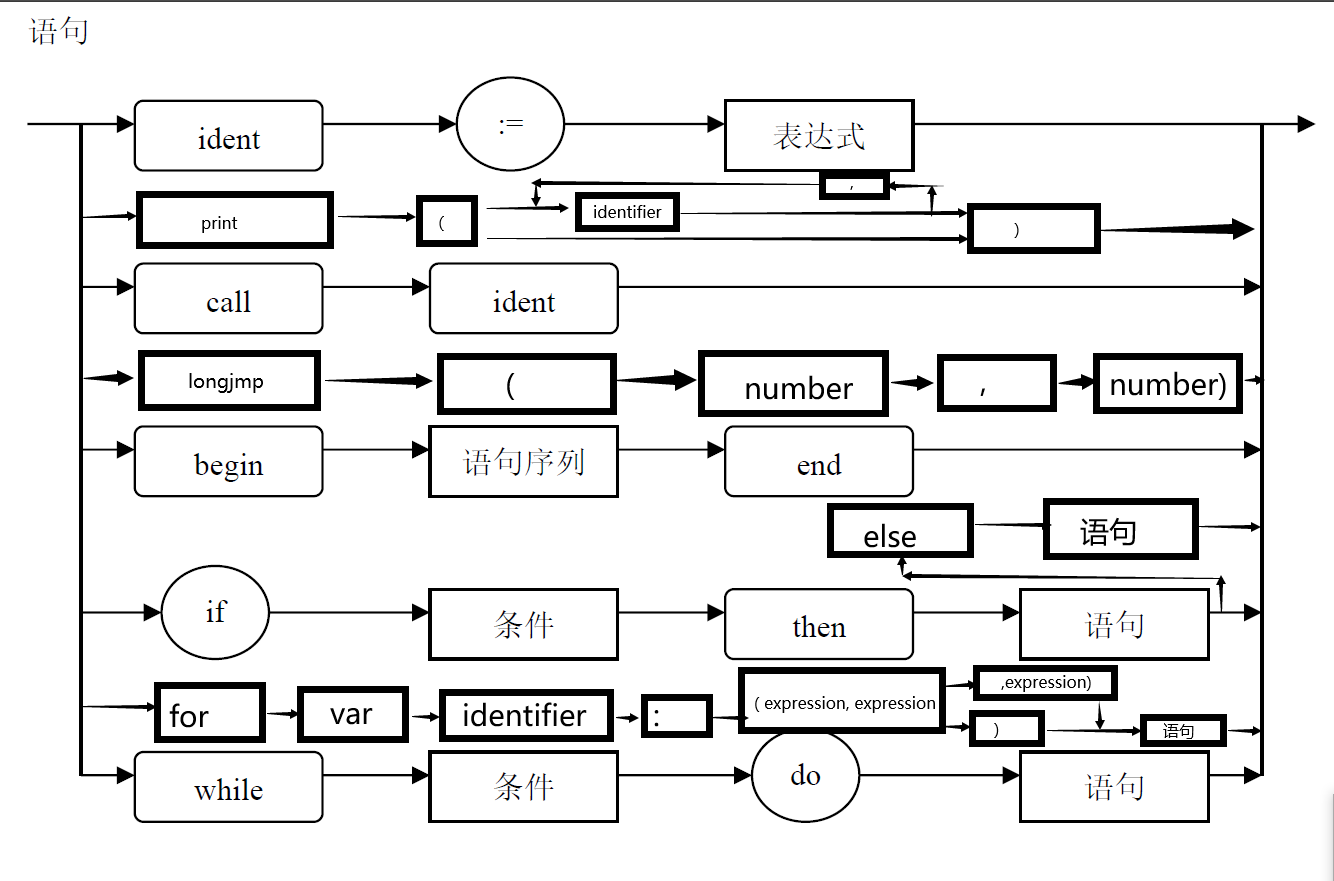 语句
ident := 表达式
print ( identifier , )
call ident
longjmp ( number , number)
begin 语句序列 end
else 语句
if 条件 then 语句
for var identifier : ( expression, expression ,expression) ) 语句
while 条件 do 语句